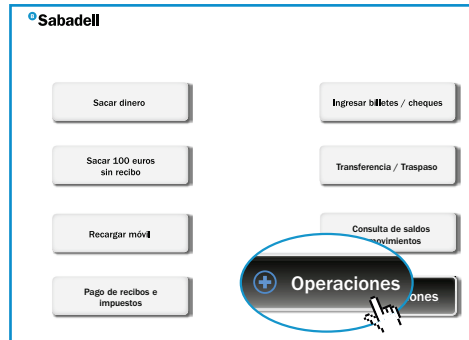 Sabadell
Sacar dinero
Ingresar billetes / cheques
Sacar 100 euros
sin recibo
Transferencia / Traspaso
Recargar móvil
Consulta de saldos
movimientos
Pago de recibos e
impuestos
Operaciones
ones